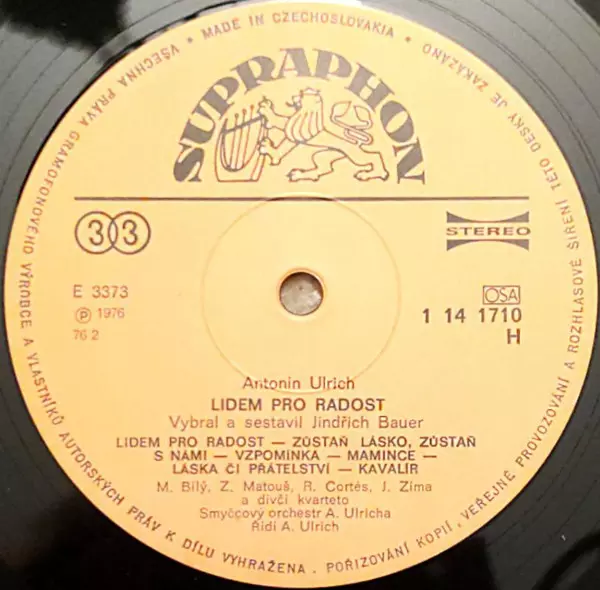 VŠECHNA PRÁVA GRAMOFONOVÉHO VÝROBCE A VLASTNÍKŮ AUTORSKÝCH PRÁV K DÍLU VYHRAŽENA . POŘIZOVÁNÍ KOPIÍ , VEŘEJNÉ PROVOZOVÁNÍ A ROZHLASOVÉ ŠÍŘENÍ TÉTO DESKY JE ZAKÁZÁNO • MADE IN CZECHOSLOVAKIA •
SUPRAPHON
33
STEREO
E 3373
OSA
℗ 1976
1 14 1710
76 2
H
Antonín Ulrich
LIDEM PRO RADOST
Vybral a sestavil Jindřich Bauer
LIDEM PRO RADOST — ZŮSTAŇ LÁSKO, ZŮSTAŇ
S NÁMI — VZPOMÍNKA — MAMINCE —
LÁSKA ČI PŘÁTELSTVÍ — KAVALÍR
M. Bílý, Z. Matouš, R. Cortés, J. Zíma
a dívčí kvarteto
Smyčcový orchestr A. Ulricha
Řídí A. Ulrich